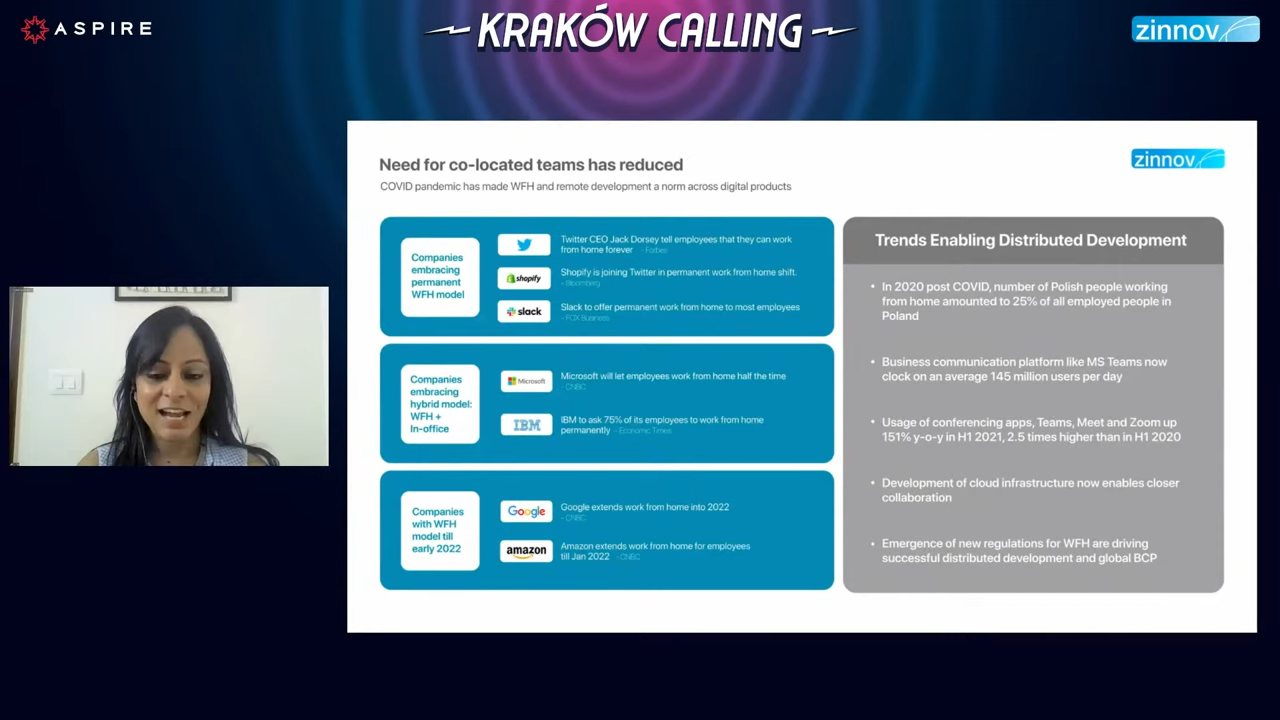 ASPIRE
KRAKÓW CALLING
zinnov
Need for co-located teams has reduced
zinnov
COVID pandemic has made WFH and remote development a norm across digital products
Companies
embracing
permanent
WFH model
Twitter CEO Jack Dorsey tell employees that they can work
from home forever - Forbes
shopify
Shopify is joining Twitter in permanent work from home shift.
- Bloomberg
slack
Slack to offer permanent work from home to most employees
- FOX Business
Companies
embracing
hybrid model:
WFH +
In-office
Microsoft
Microsoft will let employees work from home half the time
- CNBC
IBM
IBM to ask 75% of its employees to work from home
permanently - Economic Times
Companies
with WFH
model till
early 2022
Google
Google extends work from home into 2022
- CNBC
amazon
Amazon extends work from home for employees
till Jan 2022 - CNBC
Trends Enabling Distributed Development
• In 2020 post COVID, number of Polish people working
from home amounted to 25% of all employed people in
Poland
• Business communication platform like MS Teams now
clock on an average 145 million users per day
• Usage of conferencing apps, Teams, Meet and Zoom up
151% y-o-y in H1 2021, 2.5 times higher than in H1 2020
• Development of cloud infrastructure now enables closer
collaboration
• Emergence of new regulations for WFH are driving
successful distributed development and global BCP